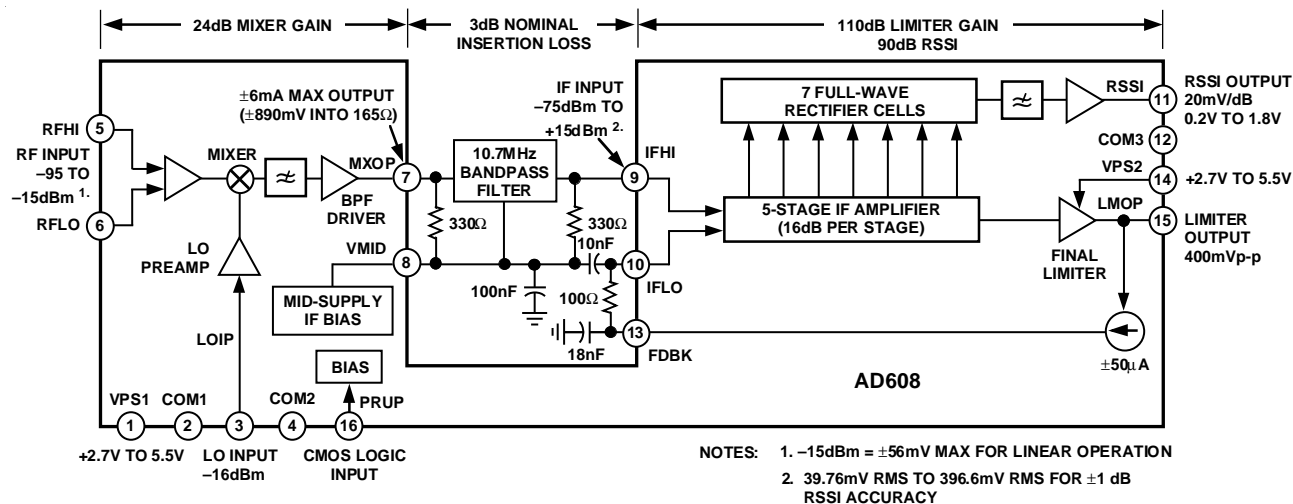 24dB MIXER GAIN
3dB NOMINAL
INSERTION LOSS
110dB LIMITER GAIN
90dB RSSI
±6mA MAX OUTPUT
(±890mV INTO 165Ω)
IF INPUT
–75dBm TO
+15dBm 2.
7 FULL-WAVE
RECTIFIER CELLS
RSSI
11
RSSI OUTPUT
20mV/dB
0.2V TO 1.8V
COM3
12
RFHI
5
RF INPUT
–95 TO
–15dBm 1.
RFLO
6
MIXER
MXOP
7
BPF
DRIVER
10.7MHz
BANDPASS
FILTER
IFHI
9
VPS2
14
+2.7V TO 5.5V
5-STAGE IF AMPLIFIER
(16dB PER STAGE)
LMOP
15
LIMITER
OUTPUT
400mVp-p
FINAL
LIMITER
330Ω
330Ω
LO
PREAMP
VMID
8
10nF
10
IFLO
MID-SUPPLY
IF BIAS
100nF
100Ω
LOIP
18nF
13
FDBK
±50μA
BIAS
AD608
VPS1
COM1
COM2
PRUP
1
2
3
4
16
+2.7V TO 5.5V
LO INPUT
–16dBm
CMOS LOGIC
INPUT
NOTES: 1. –15dBm = ±56mV MAX FOR LINEAR OPERATION
2. 39.76mV RMS TO 396.6mV RMS FOR ±1 dB
RSSI ACCURACY